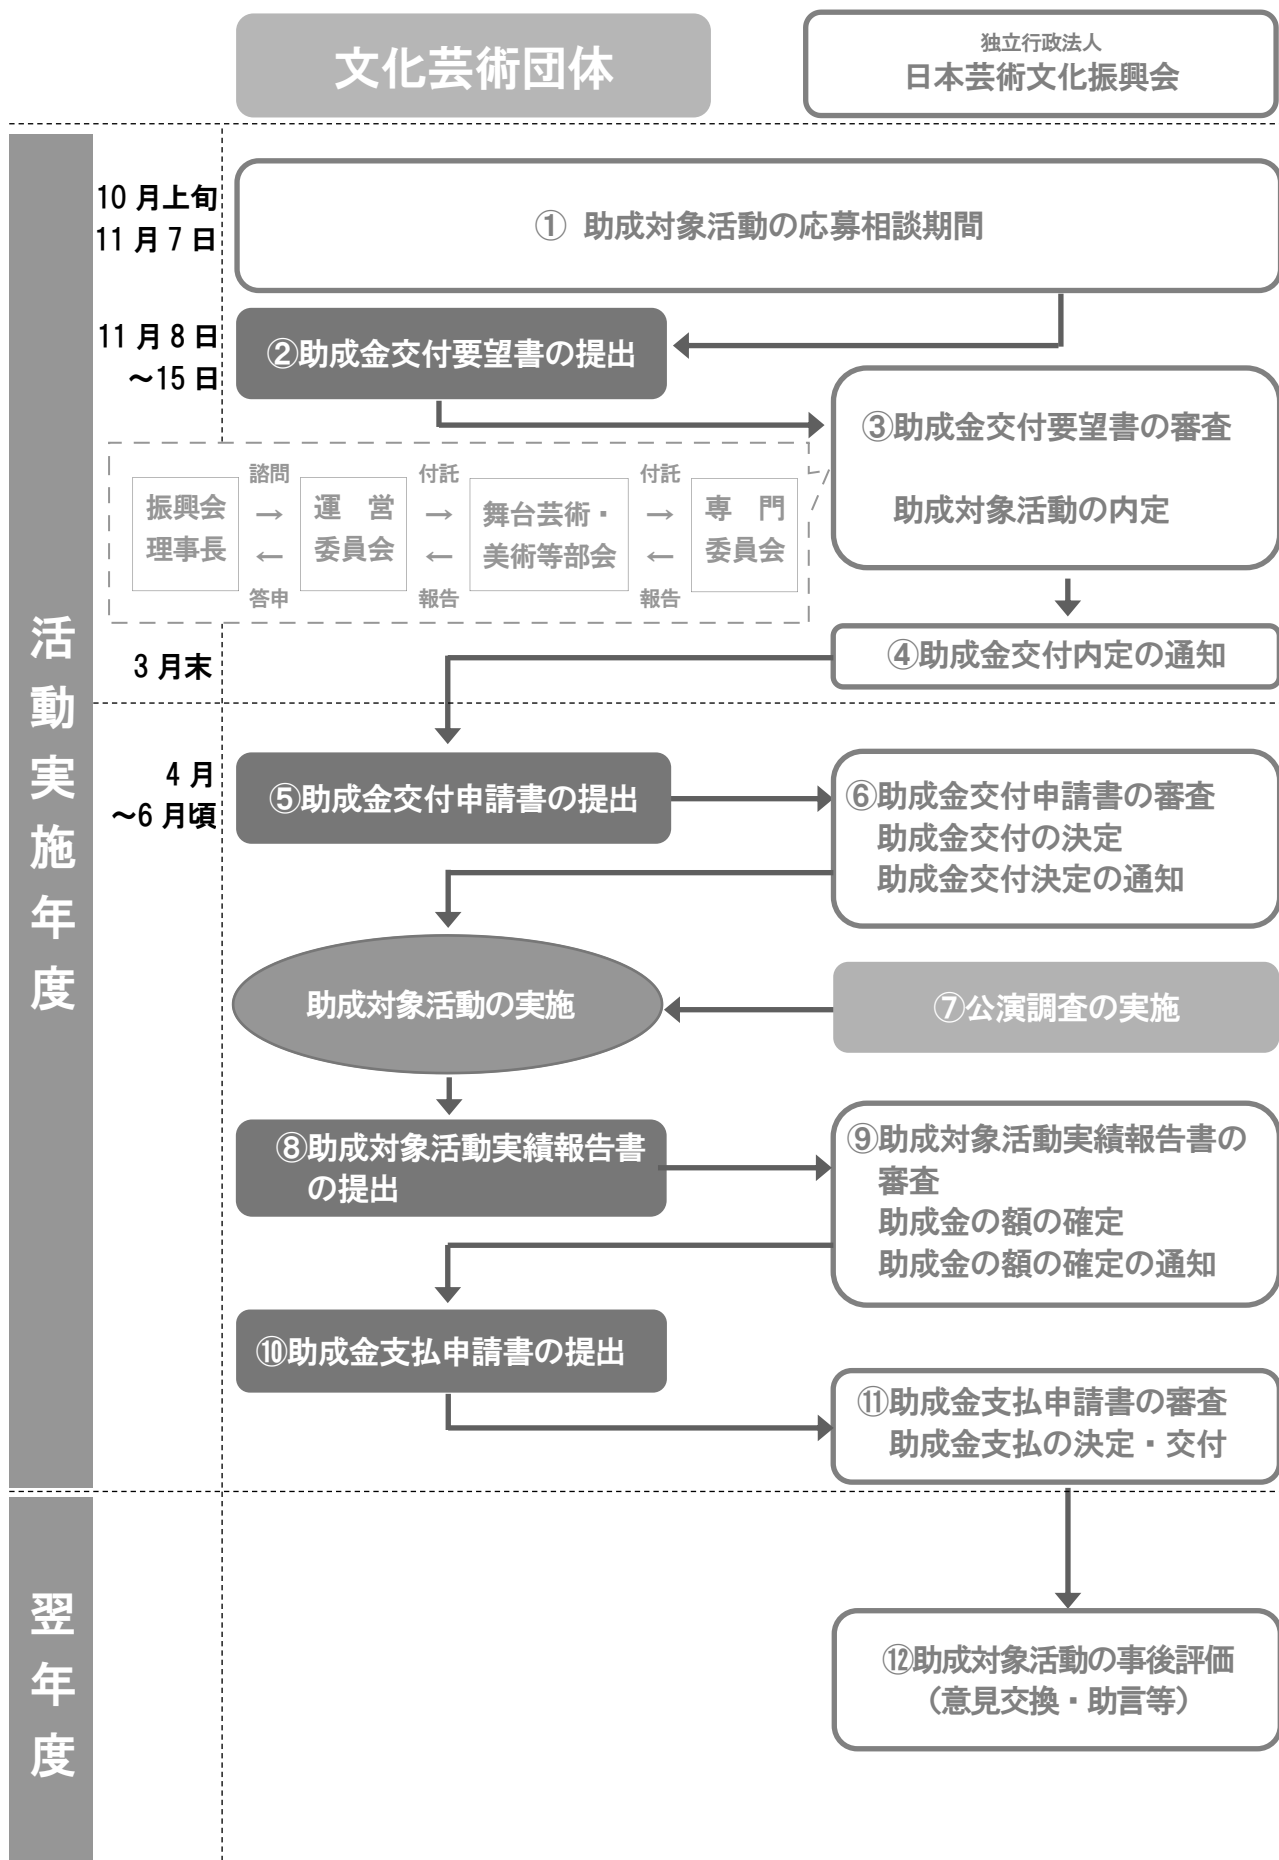 文化芸術団体
独立行政法人
日本芸術文化振興会
活動実施年度
10月上旬
11月7日
① 助成対象活動の応募相談期間
11月8日
～15日
②助成金交付要望書の提出
③助成金交付要望書の審査
助成対象活動の内定
諮問
付託
付託
振興会
理事長
→
←
運 営
委員会
→
←
舞台芸術・
美術等部会
→
←
専 門
委員会
答申
報告
報告
3月末
④助成金交付内定の通知
4月
～6月頃
⑤助成金交付申請書の提出
⑥助成金交付申請書の審査
助成金交付の決定
助成金交付決定の通知
助成対象活動の実施
⑦公演調査の実施
⑧助成対象活動実績報告書
の提出
⑨助成対象活動実績報告書の
審査
助成金の額の確定
助成金の額の確定の通知
⑩助成金支払申請書の提出
⑪助成金支払申請書の審査
助成金支払の決定・交付
翌年度
⑫助成対象活動の事後評価
（意見交換・助言等）